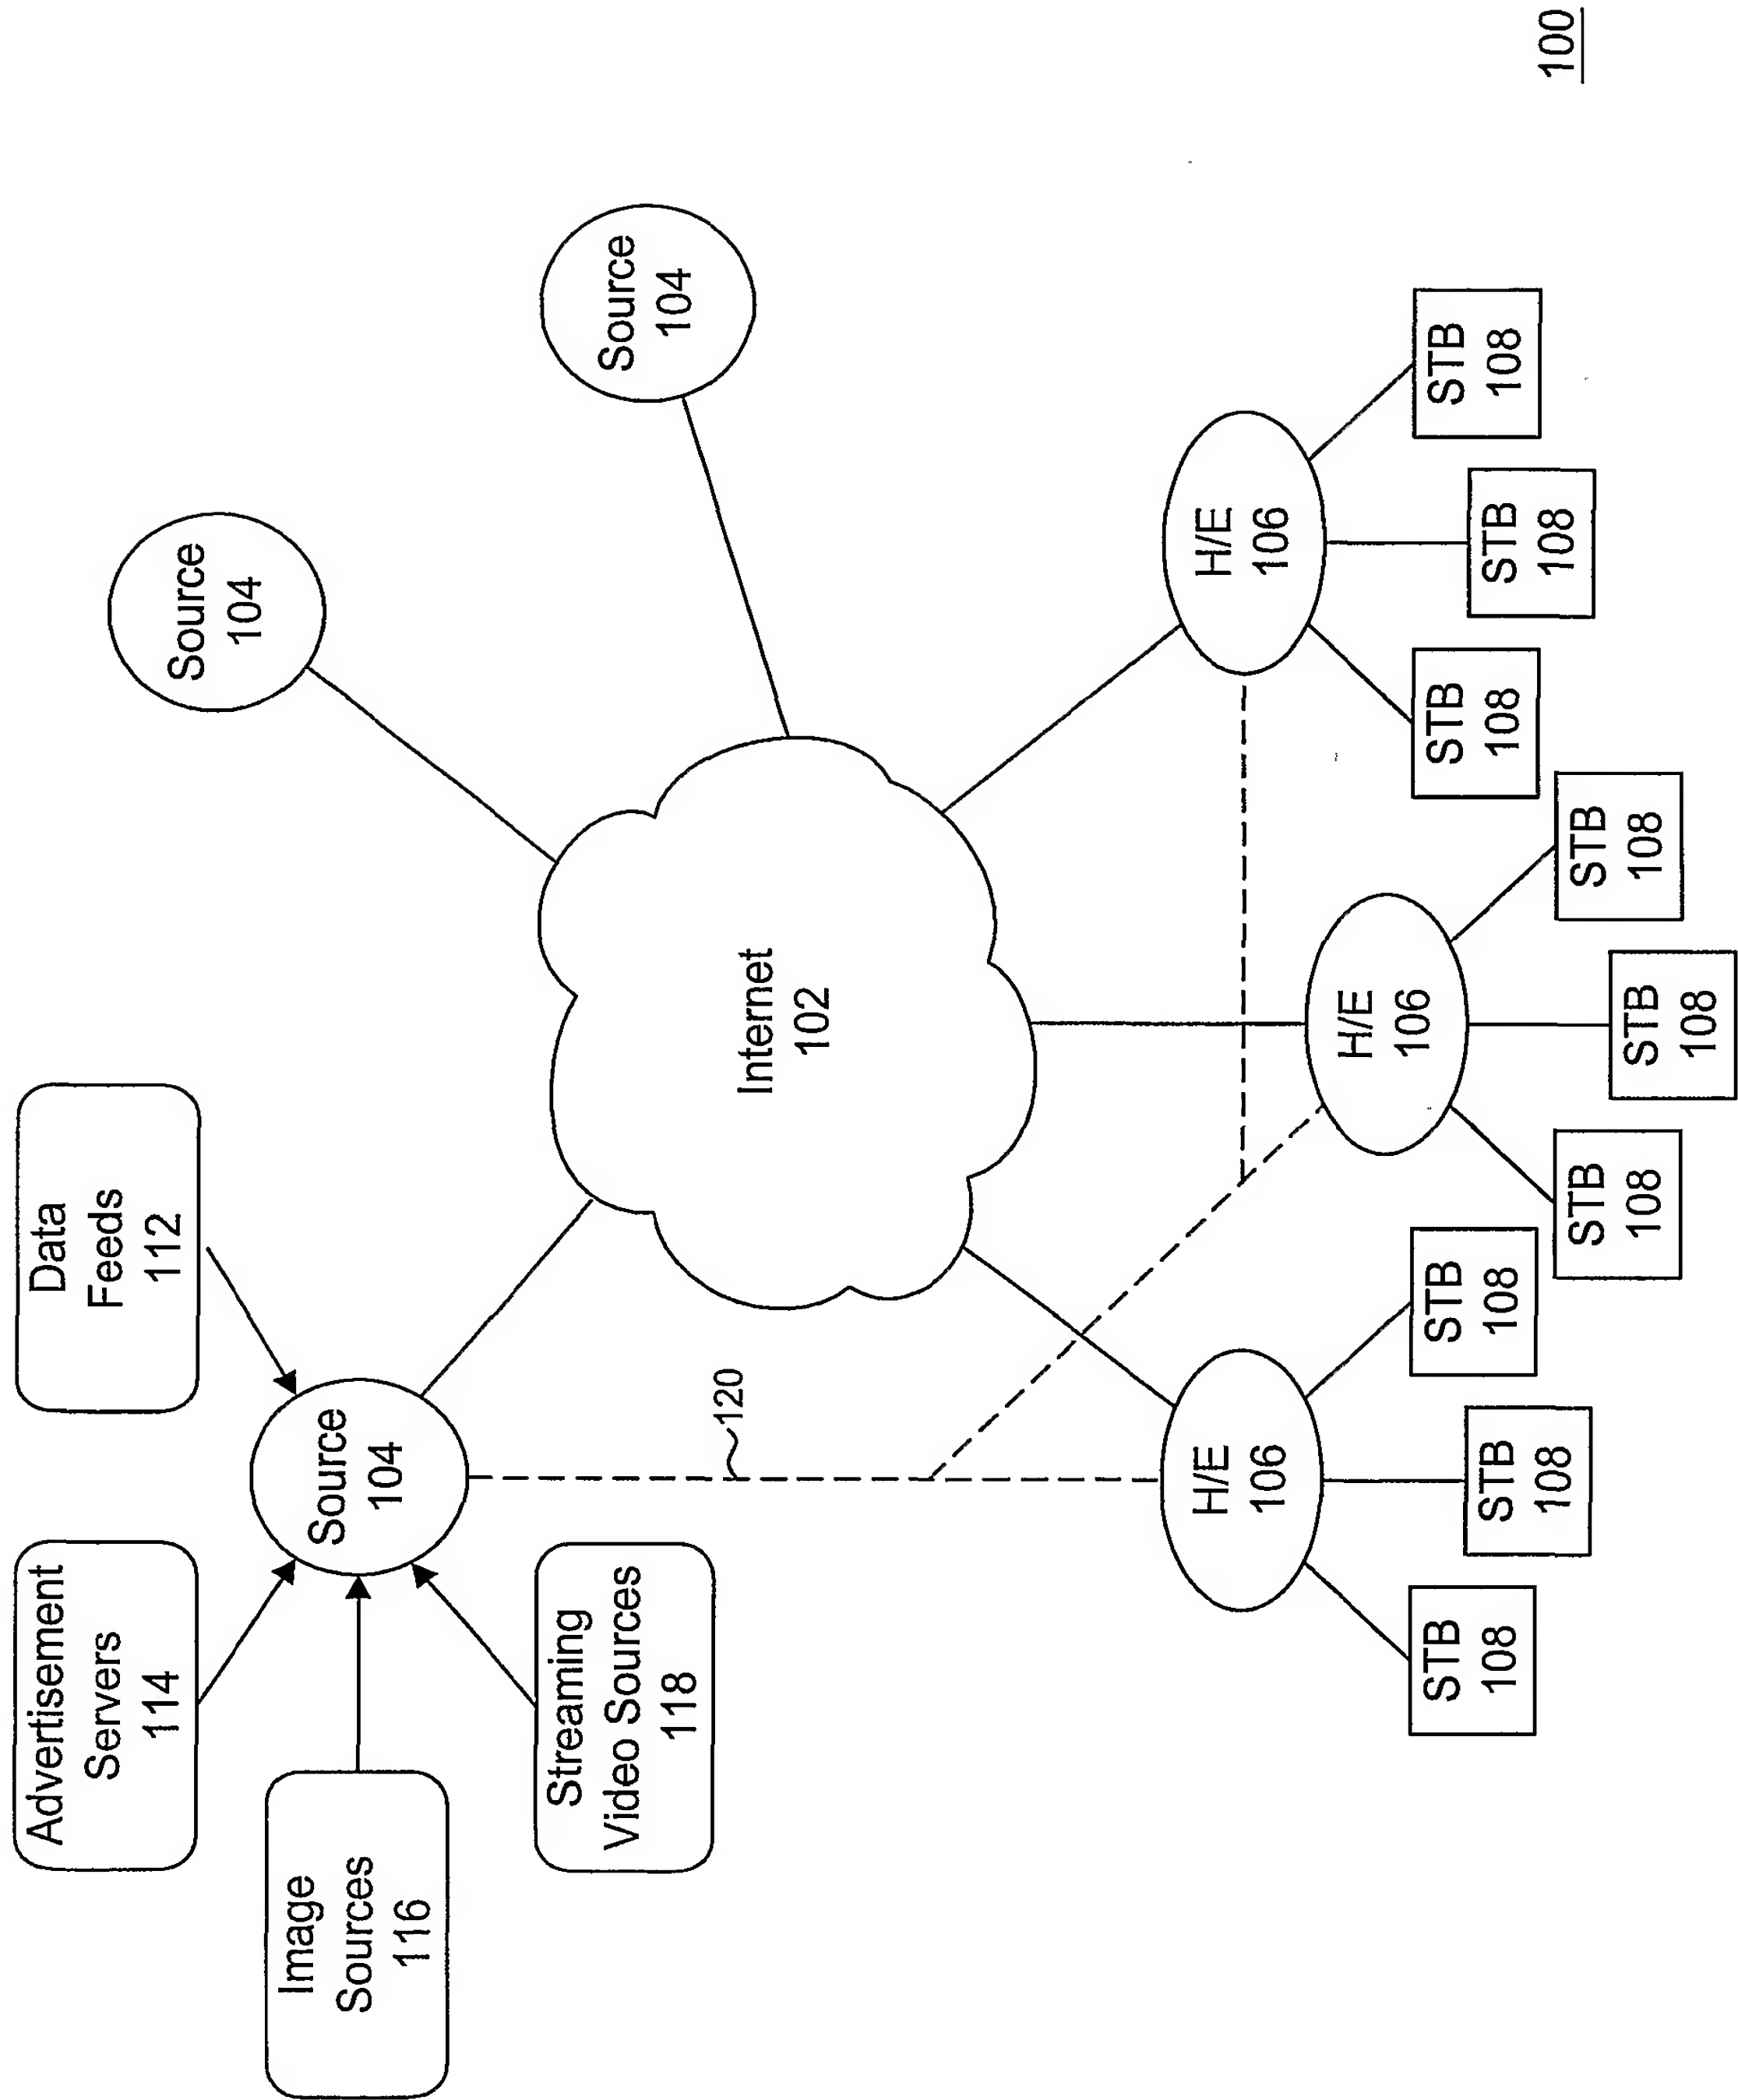 Data
Feeds
112
Advertisement
Servers
114
Image
Sources
116
Streaming
Video Sources
118
Source
104
Source
104
Source
104
120
Internet
102
H/E
106
H/E
106
H/E
106
STB
108
STB
108
STB
108
STB
108
STB
108
STB
108
STB
108
STB
108
STB
108
100